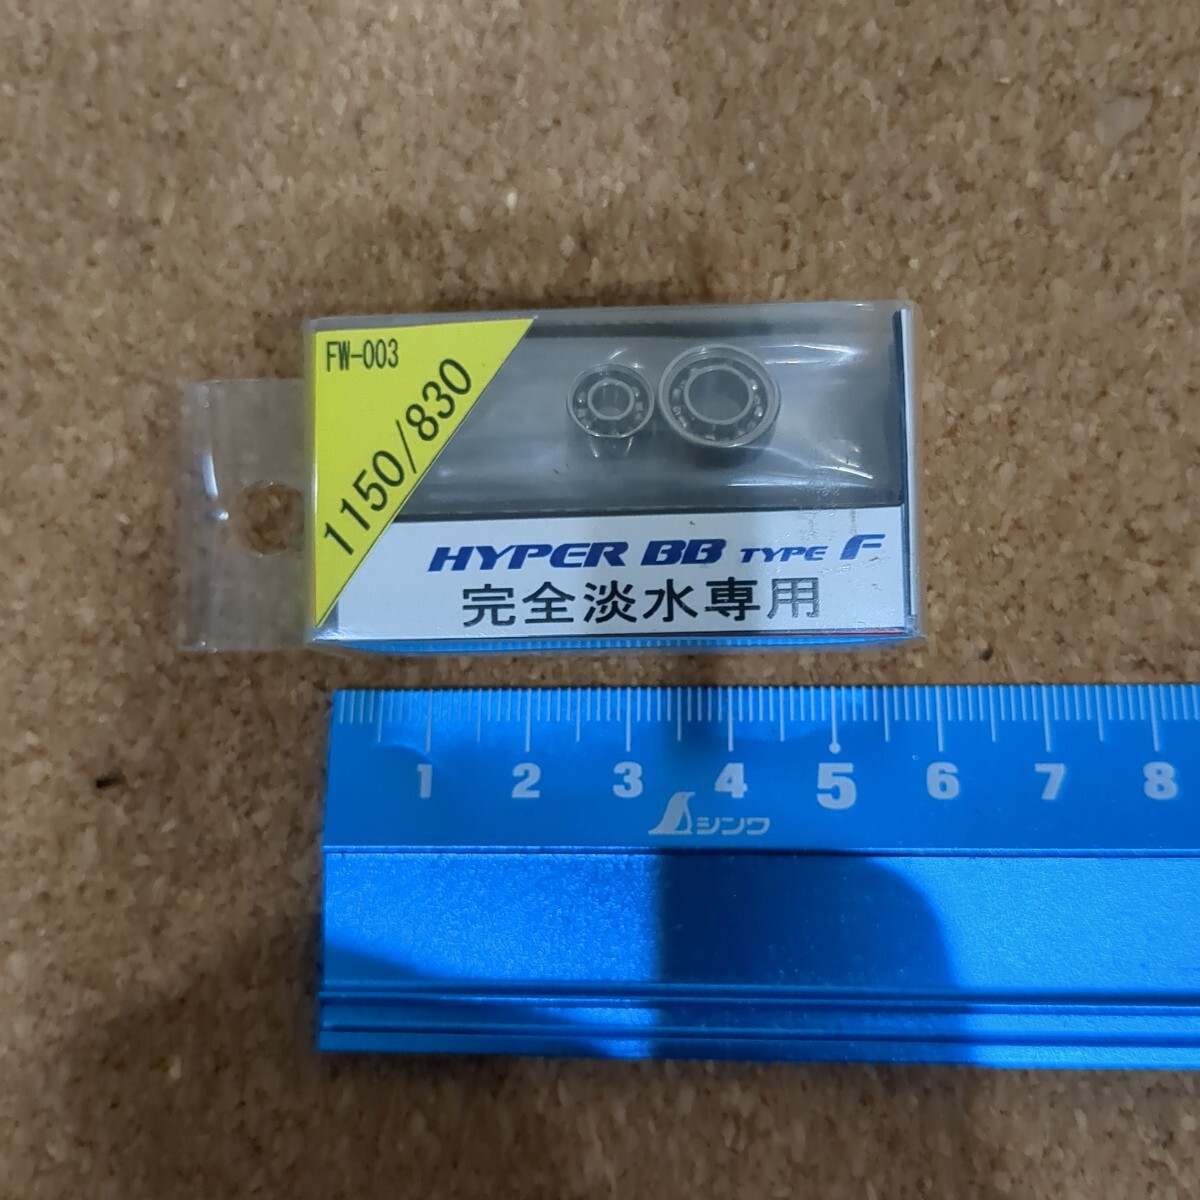 FW-003
1150/830
HYPER BB TYPE F
完全淡水専用
1 2 3 4 5 6 7 8
シンワ